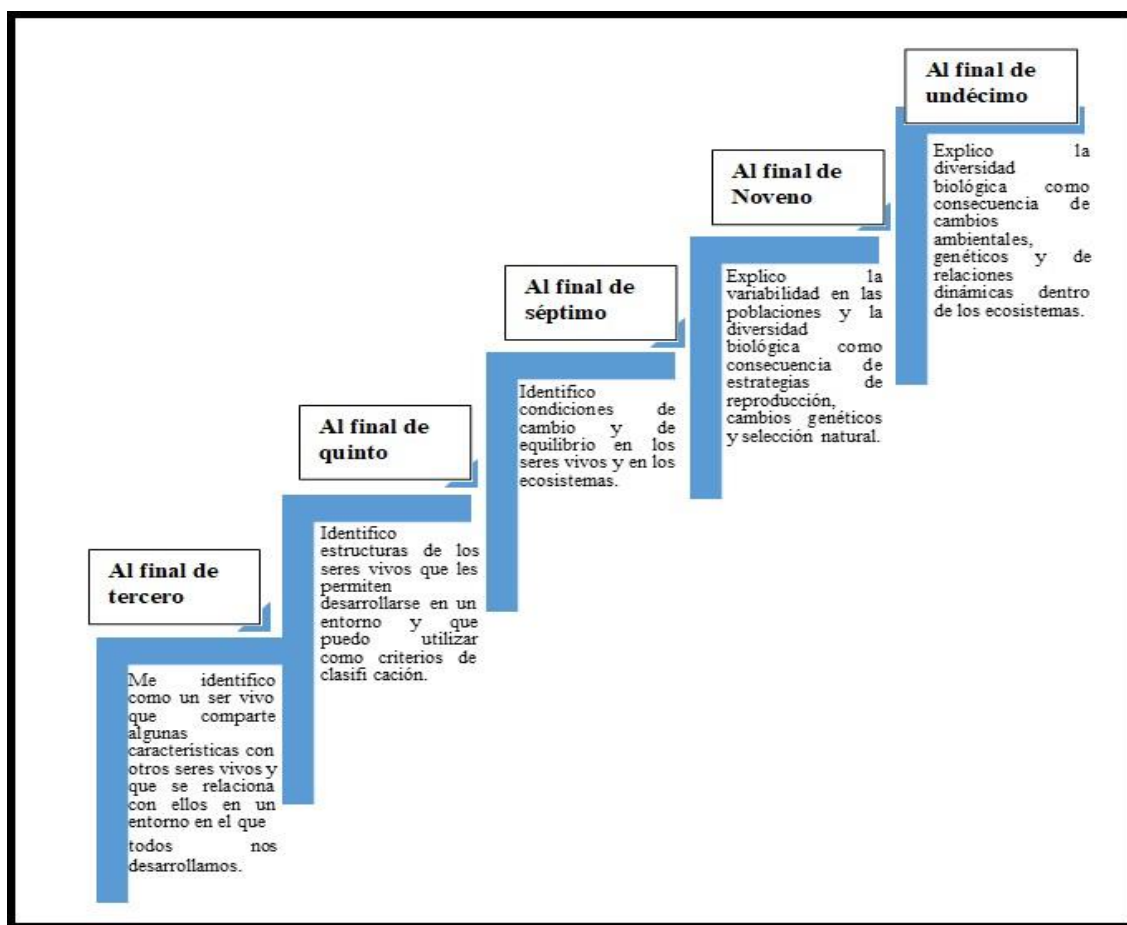 Al final de
tercero
Me identifico
como un ser vivo
que comparte
algunas
características con
otros seres vivos y
que se relaciona
con ellos en un
entorno en el que
todos nos
desarrollamos.
Al final de
quinto
Identifico
estructuras de los
seres vivos que les
permiten
desarrollarse en un
entorno y que
puedo utilizar
como criterios de
clasifi cación.
Al final de
séptimo
Identifico
condiciones de
cambio y de
equilibrio en los
seres vivos y en los
ecosistemas.
Al final de
Noveno
Explico la
variabilidad en las
poblaciones y la
diversidad
biológica como
consecuencia de
estrategias de
reproducción,
cambios genéticos
y selección natural.
Al final de
undécimo
Explico la
diversidad
biológica como
consecuencia de
cambios
ambientales,
genéticos y de
relaciones
dinámicas dentro
de los ecosistemas.